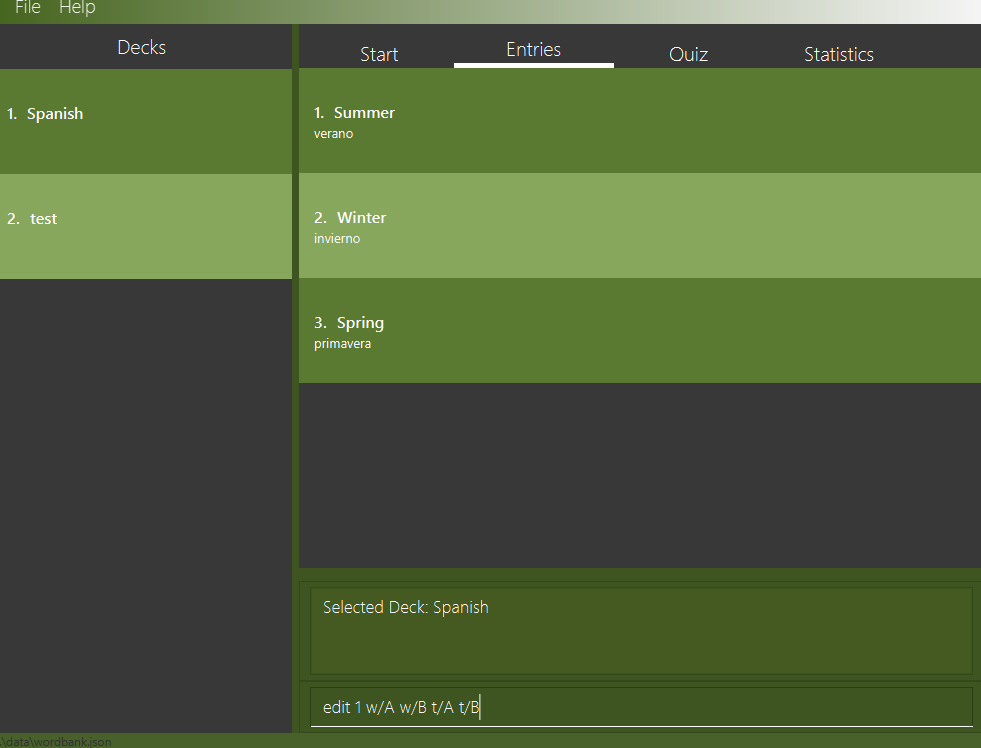 File Help
Decks
1. Spanish
2. test
Start Entries Quiz Statistics
1. Summer
verano
2. Winter
invierno
3. Spring
primavera
Selected Deck: Spanish
edit 1 w/A w/B t/A t/B
\data\wordbank.json